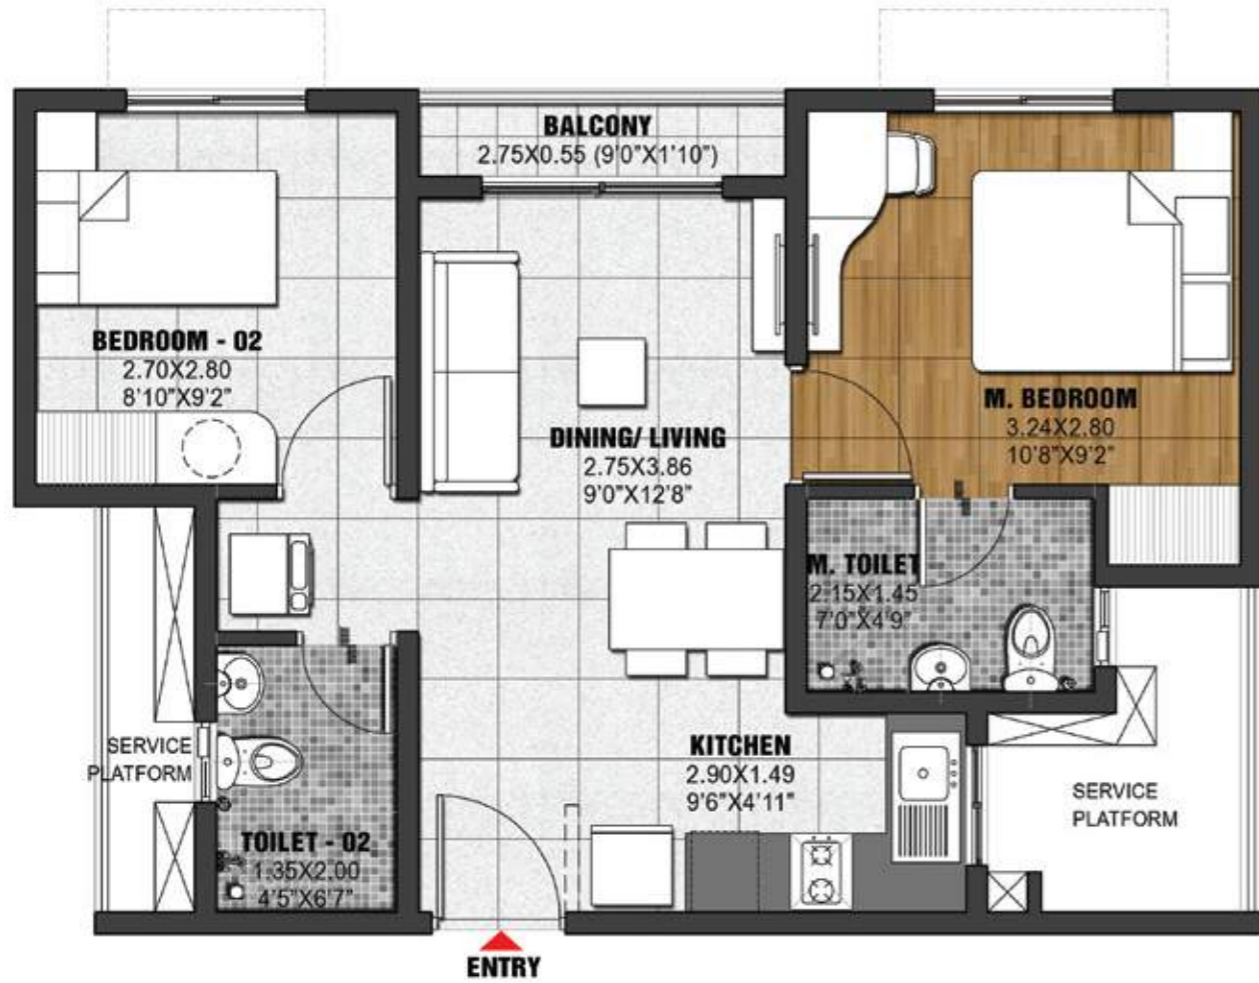 BALCONY
2.75X0.55 (9'0"X1'10")
BEDROOM - 02
2.70X2.80
8'10"X9'2"
DINING/ LIVING
2.75X3.86
9'0"X12'8"
M. BEDROOM
3.24X2.80
10'8"X9'2"
M. TOILET
2.15X1.45
7'0"X4'9"
SERVICE
PLATFORM
KITCHEN
2.90X1.49
9'6"X4'11"
SERVICE
PLATFORM
TOILET - 02
1.35X2.00
4'5"X6'7"
ENTRY